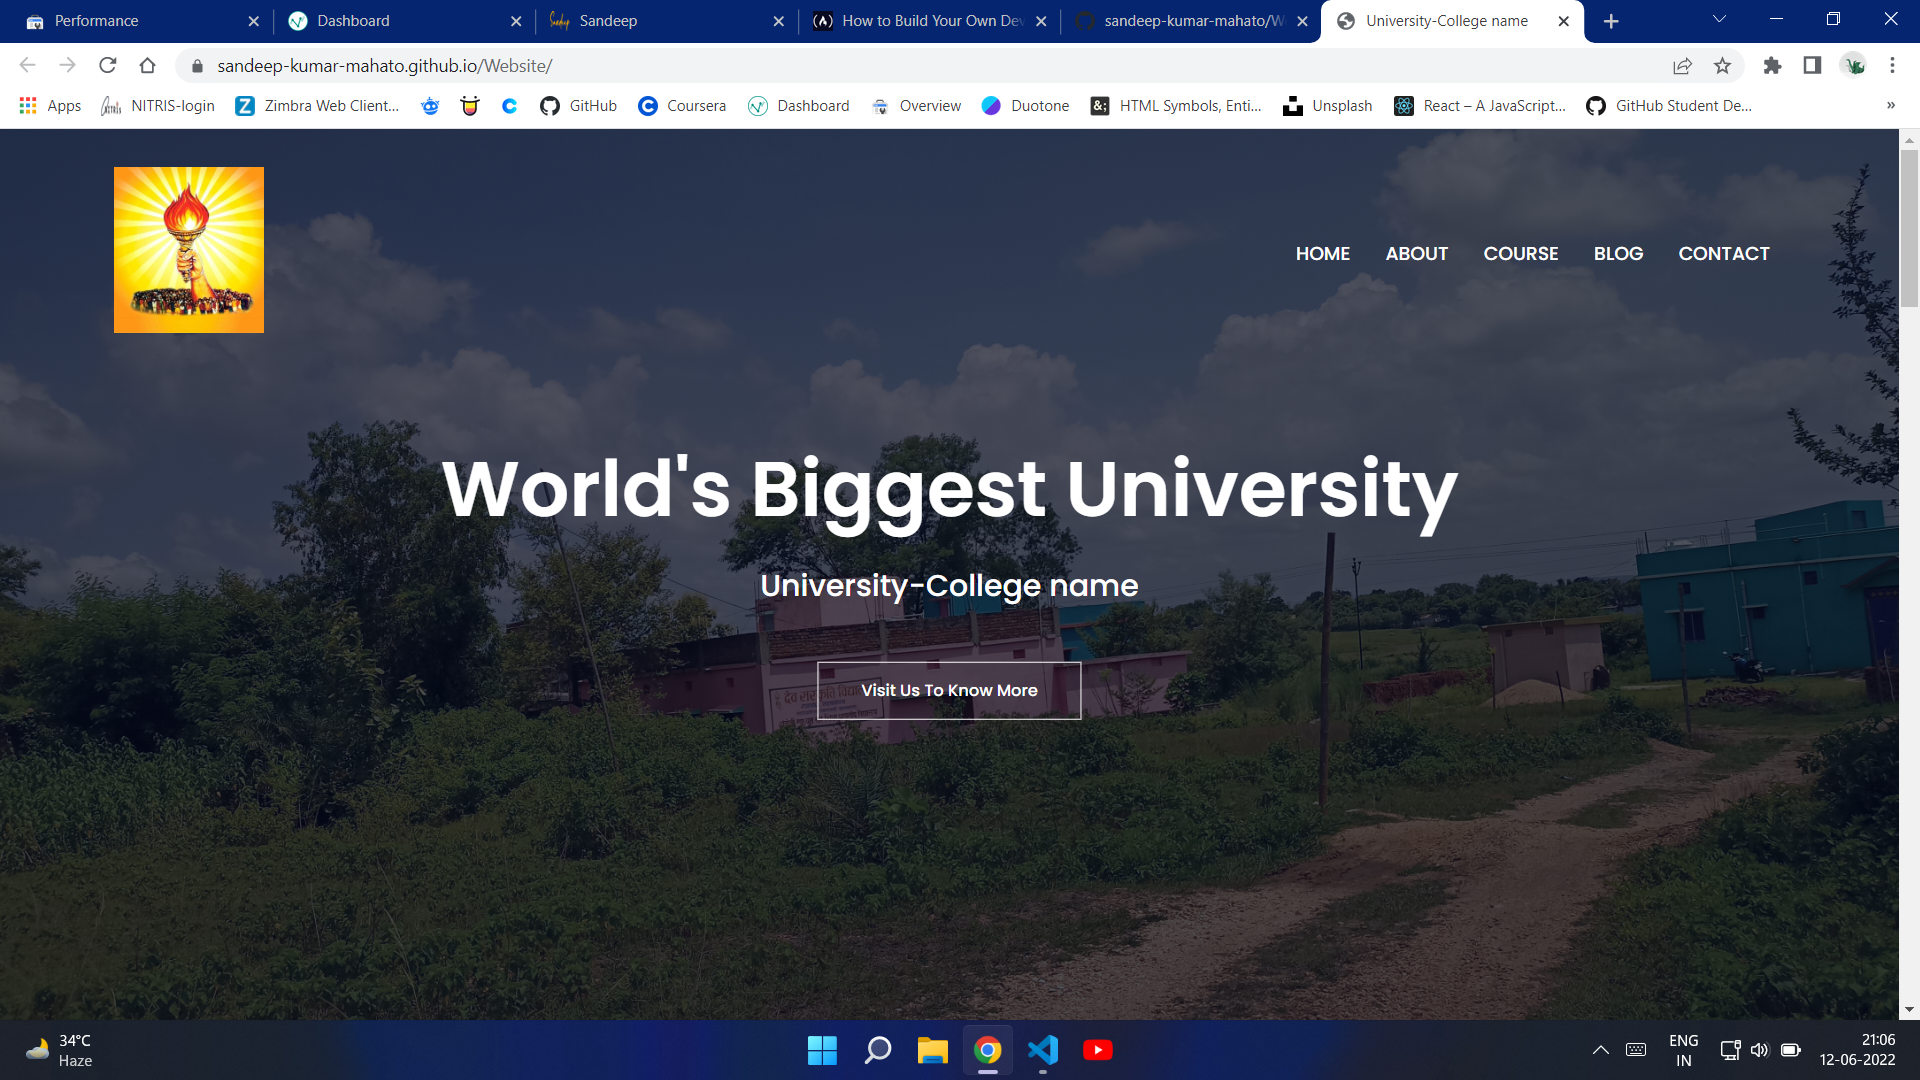 Performance
Dashboard
Sandeep
How to Build Your Own Dev
sandeep-kumar-mahato/W
University-College name
sandeep-kumar-mahato.github.io/Website/
Apps
NITRIS-login
Zimbra Web Client...
GitHub
Coursera
Dashboard
Overview
Duotone
HTML Symbols, Enti...
Unsplash
React – A JavaScript...
GitHub Student De...
»
HOME
ABOUT
COURSE
BLOG
CONTACT
World's Biggest University
University-College name
Visit Us To Know More
34°C
Haze
ENG
IN
21:06
12-06-2022